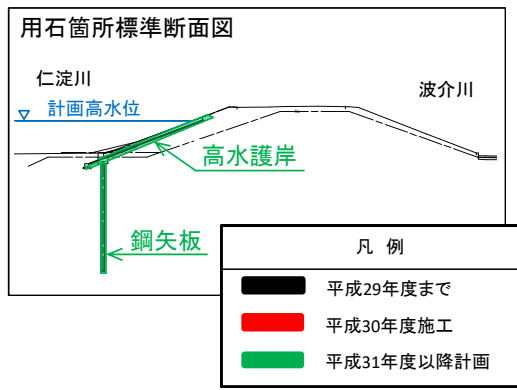 用石箇所標準断面図
仁淀川
波介川
計画高水位
高水護岸
鋼矢板
凡 例
平成29年度まで
平成30年度施工
平成31年度以降計画